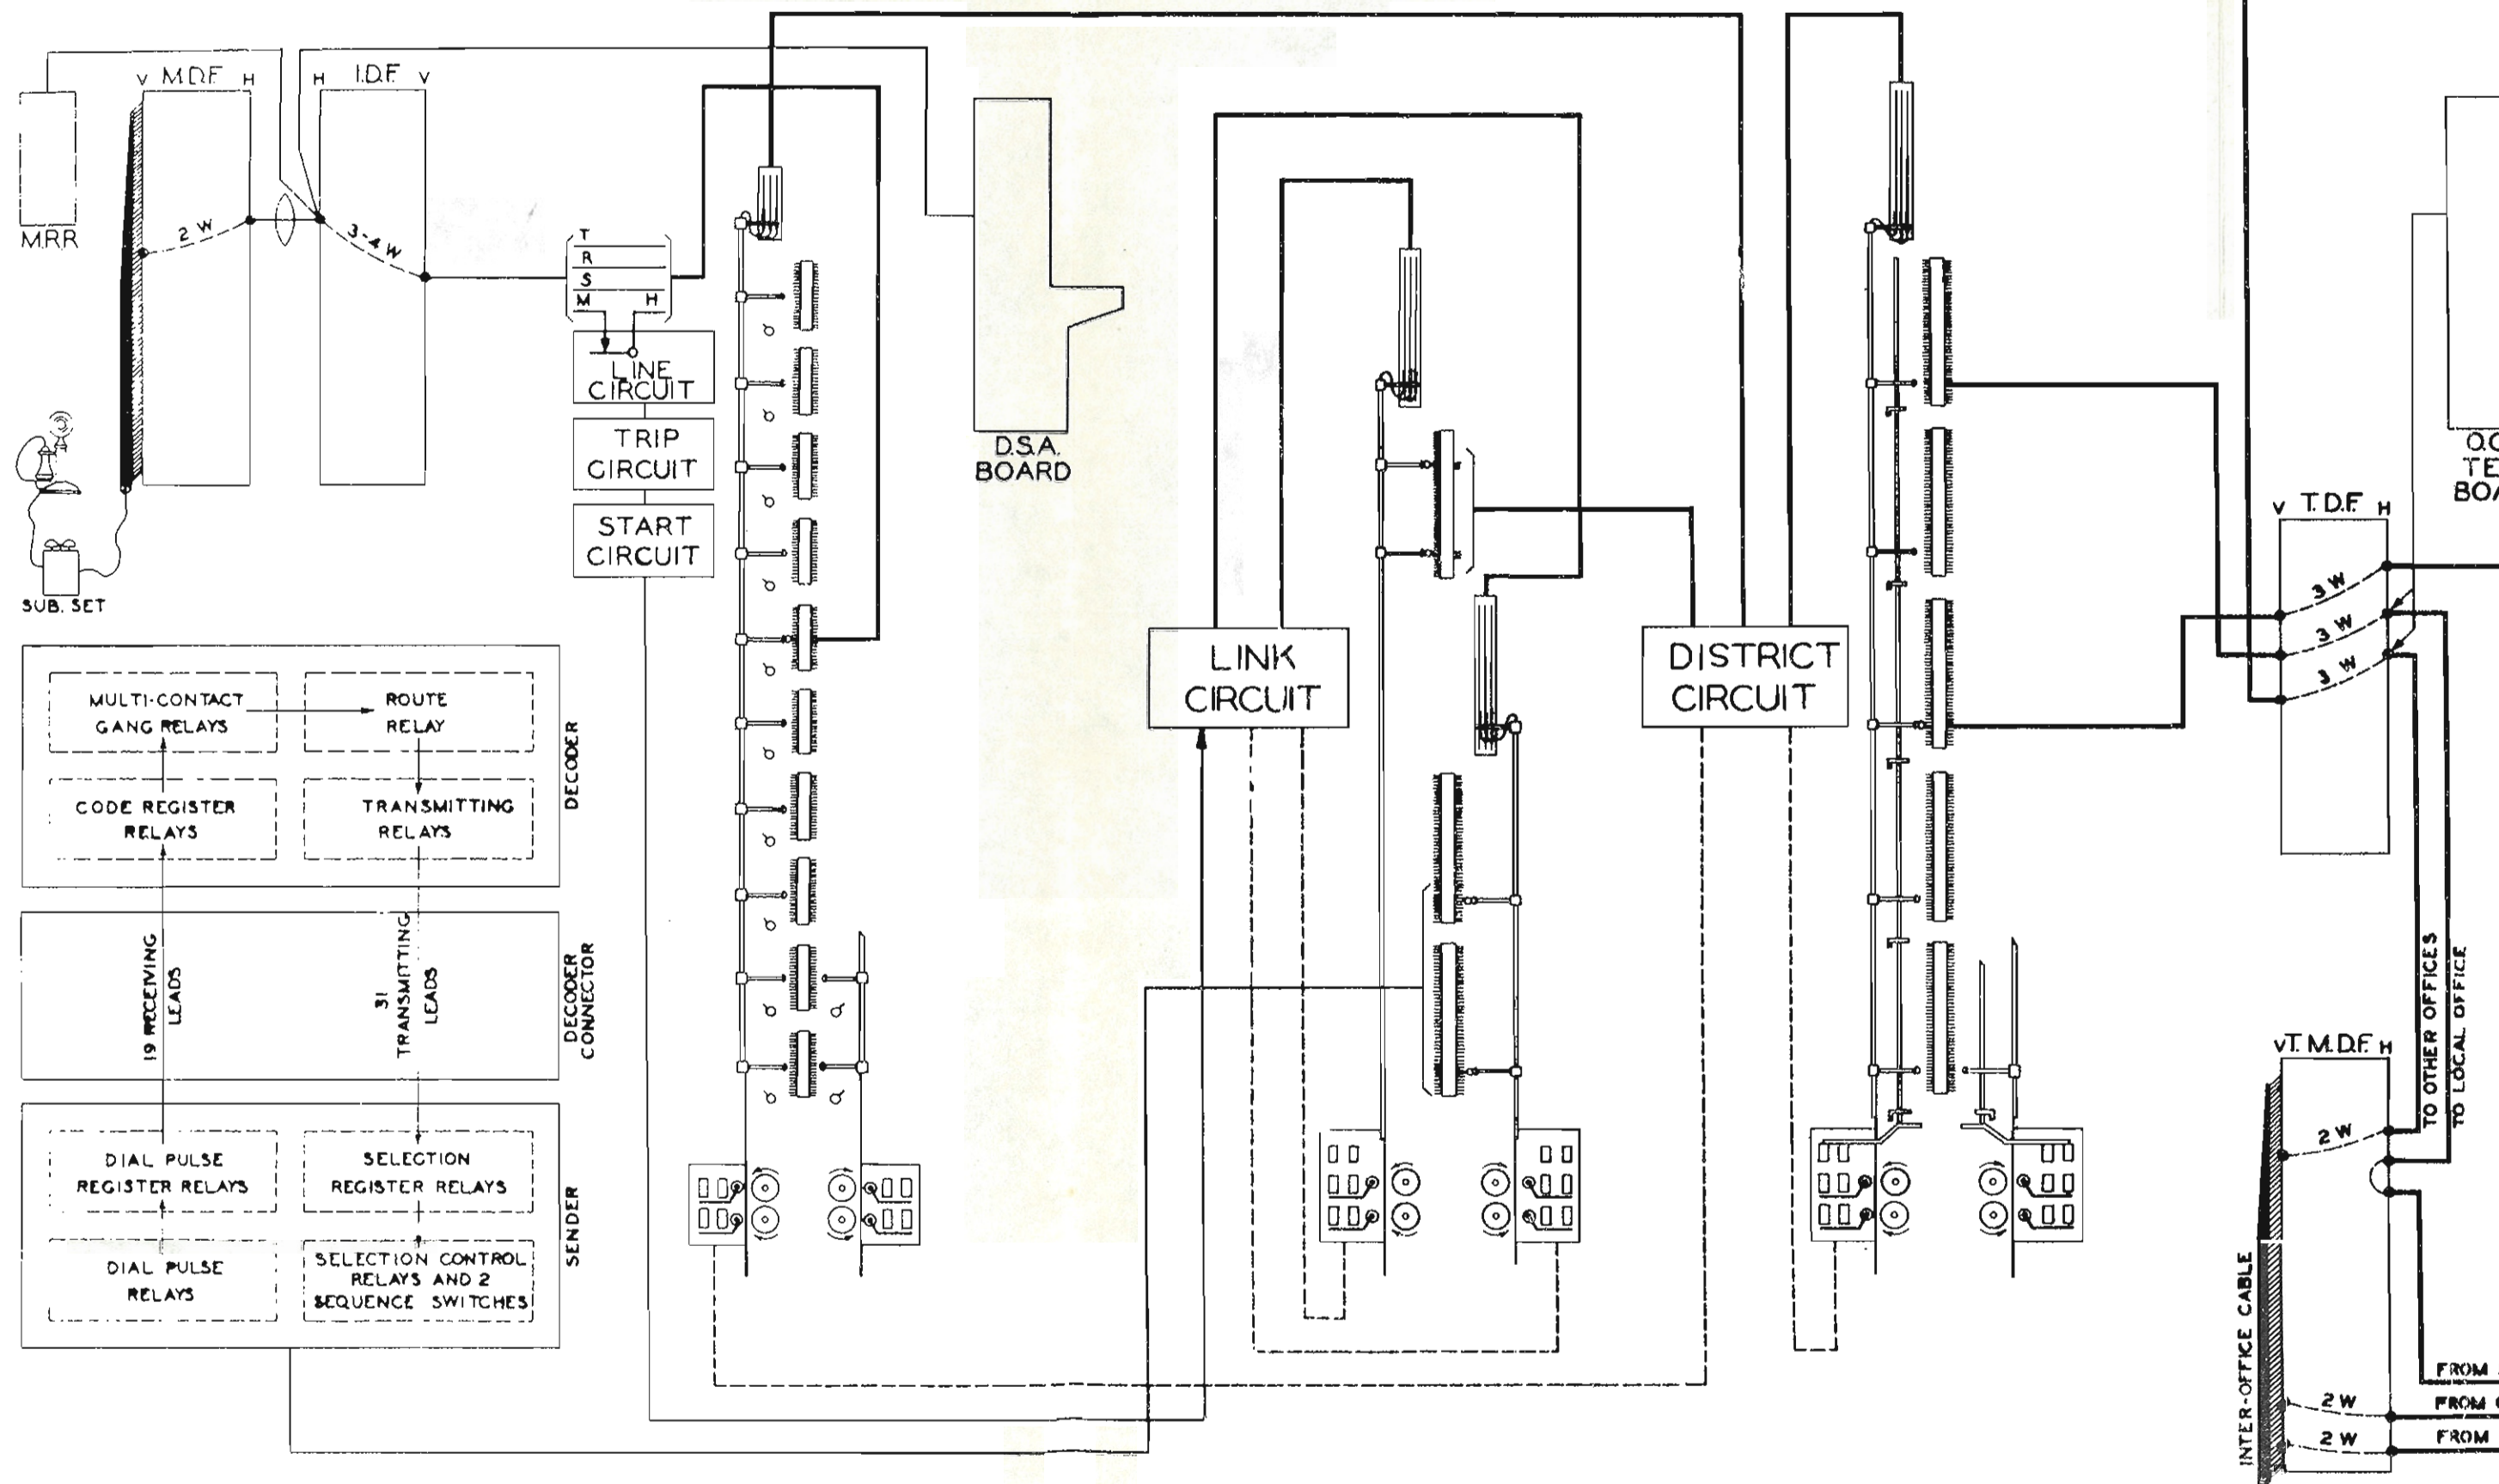 V M.D.F. H
H I.D.F. V
M.R.R
2 W
3-4 W
T
R
S
M H
LINE
CIRCUIT
TRIP
CIRCUIT
START
CIRCUIT
D.S.A.
BOARD
SUB. SET
MULTI-CONTACT
GANG RELAYS
ROUTE
RELAY
CODE REGISTER
RELAYS
TRANSMITTING
RELAYS
DECODER
19 RECEIVING
LEADS
31
TRANSMITTING
LEADS
DECODER
CONNECTOR
DIAL PULSE
REGISTER RELAYS
SELECTION
REGISTER RELAYS
DIAL PULSE
RELAYS
SELECTION CONTROL
RELAYS AND 2
SEQUENCE SWITCHES
SENDER
LINK
CIRCUIT
DISTRICT
CIRCUIT
V T.D.F. H
3 W
3 W
3 W
TO OTHER OFFICES
TO LOCAL OFFICE
V T. M.D.F. H
2 W
INTER-OFFICE CABLE
2 W
2 W
FROM
FROM
FROM